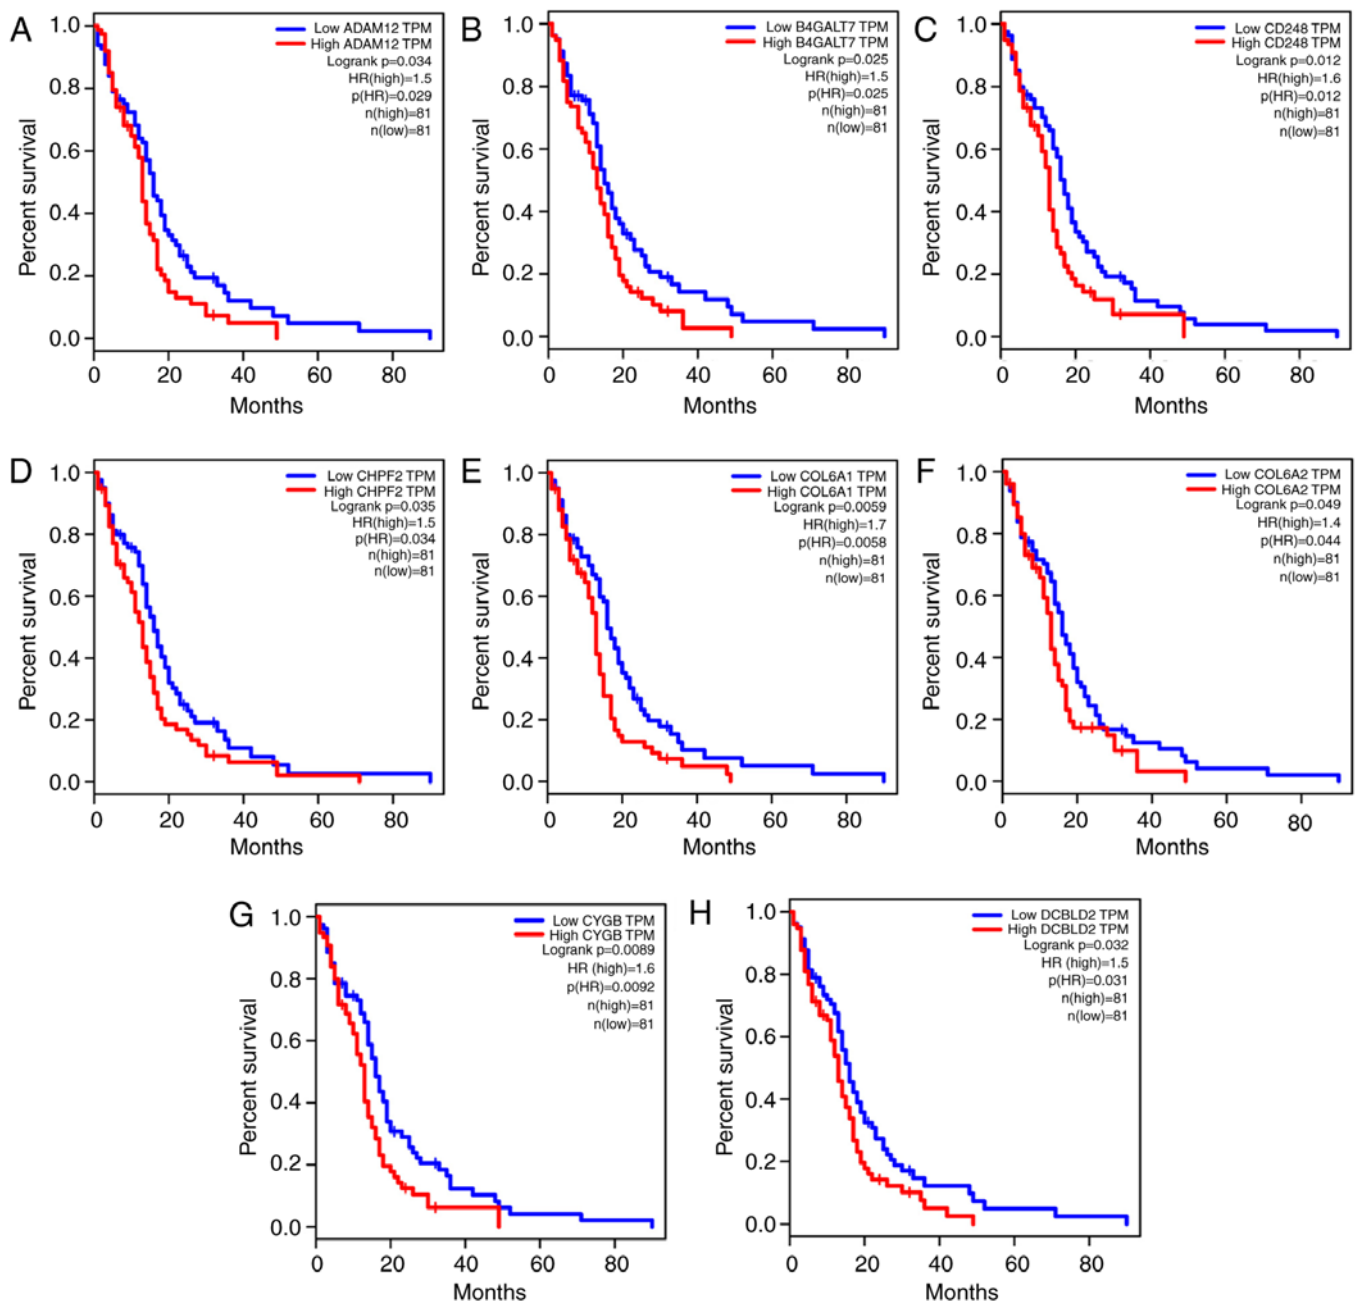 A
Low ADAM12 TPM
High ADAM12 TPM
Logrank p=0.034
HR(high)=1.5
p(HR)=0.029
n(high)=81
n(low)=81
Percent survival
1.0
0.8
0.6
0.4
0.2
0.0
0 20 40 60 80
Months
B
Low B4GALT7 TPM
High B4GALT7 TPM
Logrank p=0.025
HR(high)=1.5
p(HR)=0.025
n(high)=81
n(low)=81
Percent survival
1.0
0.8
0.6
0.4
0.2
0.0
0 20 40 60 80
Months
C
Low CD248 TPM
High CD248 TPM
Logrank p=0.012
HR(high)=1.6
p(HR)=0.012
n(high)=81
n(low)=81
Percent survival
1.0
0.8
0.6
0.4
0.2
0.0
0 20 40 60 80
Months
D
Low CHPF2 TPM
High CHPF2 TPM
Logrank p=0.035
HR(high)=1.5
p(HR)=0.034
n(high)=81
n(low)=81
Percent survival
1.0
0.8
0.6
0.4
0.2
0.0
0 20 40 60 80
Months
E
Low COL6A1 TPM
High COL6A1 TPM
Logrank p=0.0059
HR(high)=1.7
p(HR)=0.0058
n(high)=81
n(low)=81
Percent survival
1.0
0.8
0.6
0.4
0.2
0.0
0 20 40 60 80
Months
F
Low COL6A2 TPM
High COL6A2 TPM
Logrank p=0.049
HR(high)=1.4
p(HR)=0.044
n(high)=81
n(low)=81
Percent survival
1.0
0.8
0.6
0.4
0.2
0.0
0 20 40 60 80
Months
G
Low CYGB TPM
High CYGB TPM
Logrank p=0.0089
HR (high)=1.6
p(HR)=0.0092
n(high)=81
n(low)=81
Percent survival
1.0
0.8
0.6
0.4
0.2
0.0
0 20 40 60 80
Months
H
Low DCBLD2 TPM
High DCBLD2 TPM
Logrank p=0.032
HR (high)=1.5
p(HR)=0.031
n(high)=81
n(low)=81
Percent survival
1.0
0.8
0.6
0.4
0.2
0.0
0 20 40 60 80
Months